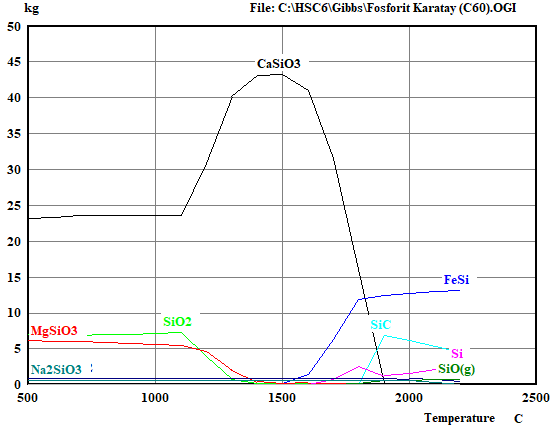 kg
File: C:\HSC6\Gibbs\Fosforit Karatay (C60).OGI
50
45
40
35
30
25
20
15
10
5
0
CaSiO3
FeSi
SiO2
SiC
MgSiO3
Si
Na2SiO3
SiO(g)
500
1000
1500
2000
2500
Temperature
C